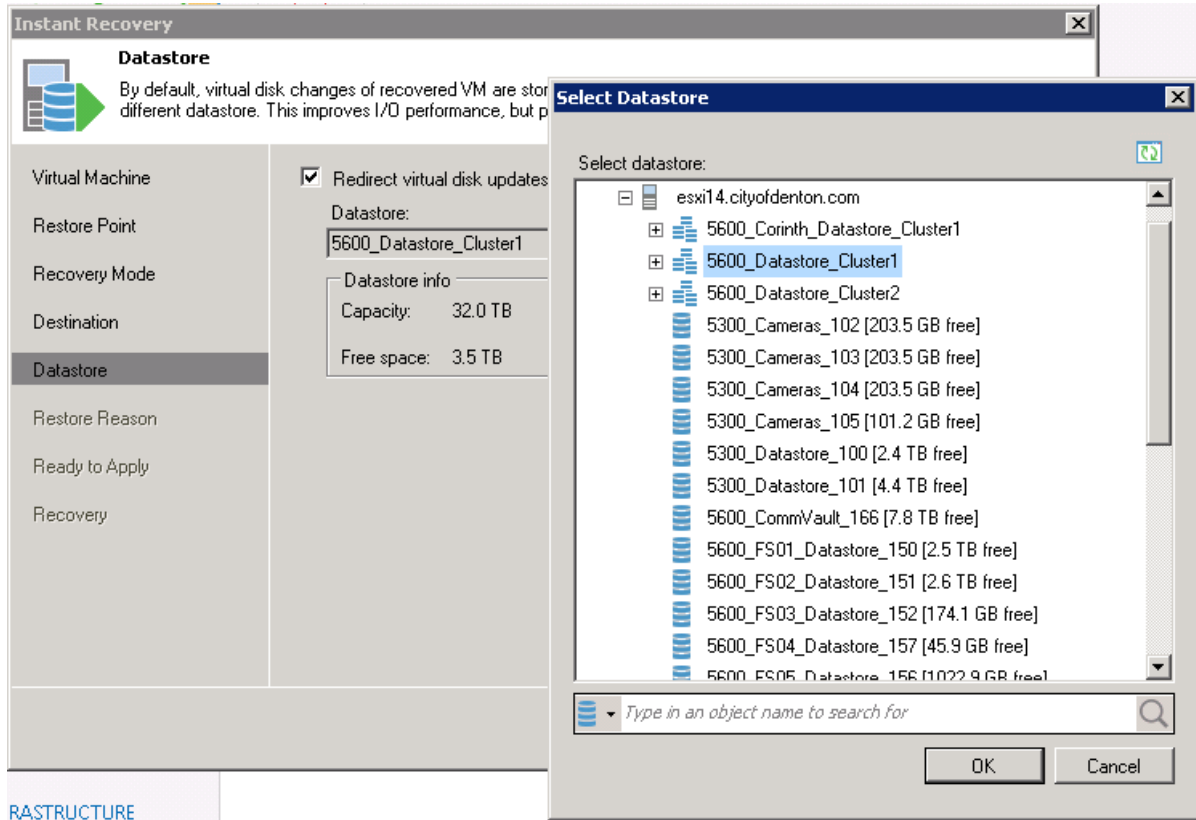 Instant Recovery
Datastore
By default, virtual disk changes of recovered VM are stor
different datastore. This improves I/O performance, but p
Virtual Machine
Restore Point
Recovery Mode
Destination
Datastore
Restore Reason
Ready to Apply
Recovery
Redirect virtual disk updates
Datastore:
5600_Datastore_Cluster1
Datastore info
Capacity: 32.0 TB
Free space: 3.5 TB
Select Datastore
Select datastore:
esxi14.cityofdenton.com
5600_Corinth_Datastore_Cluster1
5600_Datastore_Cluster1
5600_Datastore_Cluster2
5300_Cameras_102 [203.5 GB free]
5300_Cameras_103 [203.5 GB free]
5300_Cameras_104 [203.5 GB free]
5300_Cameras_105 [101.2 GB free]
5300_Datastore_100 [2.4 TB free]
5300_Datastore_101 [4.4 TB free]
5600_CommVault_166 [7.8 TB free]
5600_FS01_Datastore_150 [2.5 TB free]
5600_FS02_Datastore_151 [2.6 TB free]
5600_FS03_Datastore_152 [174.1 GB free]
5600_FS04_Datastore_157 [45.9 GB free]
5600_FS05_Datastore_156 [1022.9 GB free]
Type in an object name to search for
OK Cancel
RASTRUCTURE